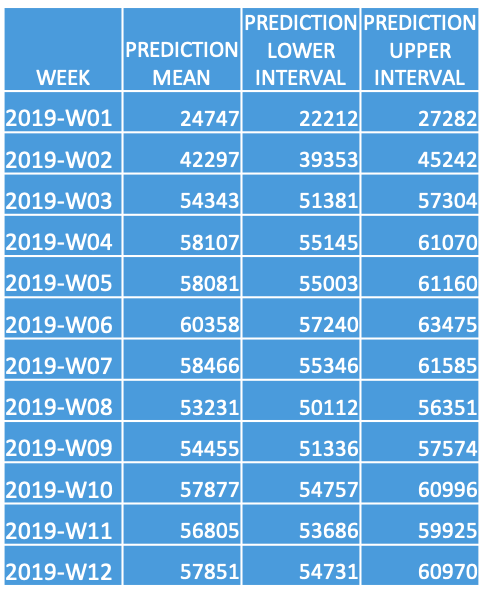 WEEK PREDICTION MEAN PREDICTION LOWER INTERVAL PREDICTION UPPER INTERVAL
2019-W01 24747 22212 27282
2019-W02 42297 39353 45242
2019-W03 54343 51381 57304
2019-W04 58107 55145 61070
2019-W05 58081 55003 61160
2019-W06 60358 57240 63475
2019-W07 58466 55346 61585
2019-W08 53231 50112 56351
2019-W09 54455 51336 57574
2019-W10 57877 54757 60996
2019-W11 56805 53686 59925
2019-W12 57851 54731 60970